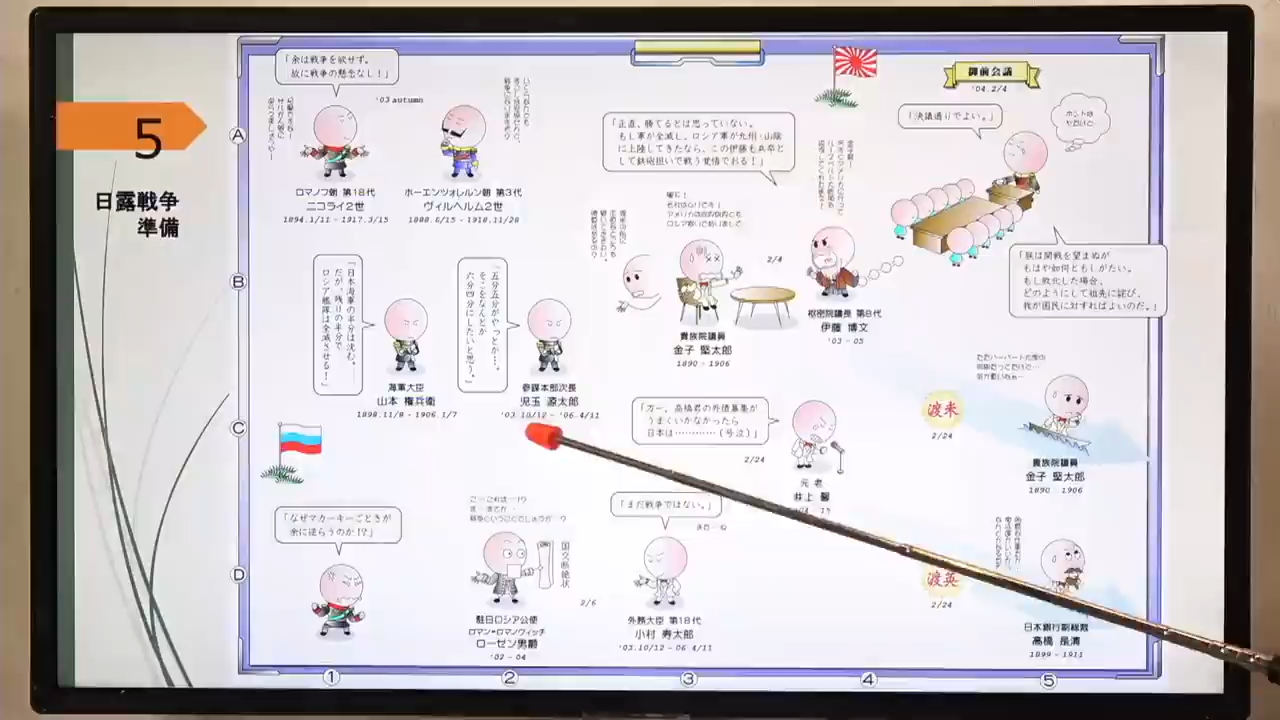 5
日露戦争
準備
「余は戦争を欲せず。
故に戦争の懸念なし！」
'03 autumn
ロマノフ朝 第18代
ニコライ2世
1894.1/11 - 1917.3/15
ホーエンツォレルン朝 第3代
ヴィルヘルム2世
1888.6/15 - 1918.11/28
「正直、勝てるとは思っていない。
もし軍が全滅し、ロシア軍が九州・山陰
に上陸してきたなら、この伊藤も兵卒と
して鉄砲担いで戦う覚悟でおる！」
御前会議
'04.2/4
「決議通りでよい。」
ホントは
「朕は開戦を望まぬが
もはや如何ともしがたい。
もし敗北した場合、
どのようにして祖先に詫び、
我が国民に対すればよいのだ。」
2/4
貴族院議員
金子 堅太郎
1890 - 1906
枢密院議長 第8代
伊藤 博文
'03 - 05
「日本海軍の半分は沈む。
だが、残りの半分で
ロシア艦隊は全滅させる！」
海軍大臣
山本 権兵衛
1898.11/8 - 1906.1/7
「五分五分がやっとか…。
そこをなんとか
六分四分にしたいと思う。」
参謀本部次長
児玉 源太郎
'03.10/12 - '06.4/11
「万一、高橋君の外債募集が
うまくいかなかったら
日本は…………(号泣)」
2/24
元老
井上 馨
渡米
2/24
貴族院議員
金子 堅太郎
1890 - 1906
「なぜマカーキーごときが
余に逆らうのか！？」
国交断絶状
2/6
駐日ロシア公使
ロマン=ロマノヴィッチ
ローゼン男爵
'02 - 04
「まだ戦争ではない。」
外務大臣 第18代
小村 寿太郎
'03.10/12 - 06 4/11
渡英
2/24
日本銀行副総裁
高橋 是清
1899 - 1911
A
B
C
D
1
2
3
4
5